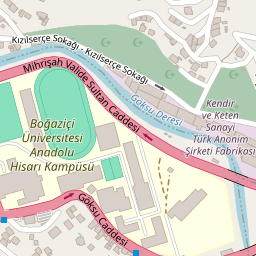 Kızılserçe Sokağı - Kızılserçe Sokağı
Mihrişah Valide Sultan Caddesi
Göksu Deresi
Kendir
ve Keten
Sanayi
Türk Anonim
Şirketi Fabrikası
Boğaziçi
Üniversitesi
Anadolu
Hisarı Kampüsü
Göksu Caddesi